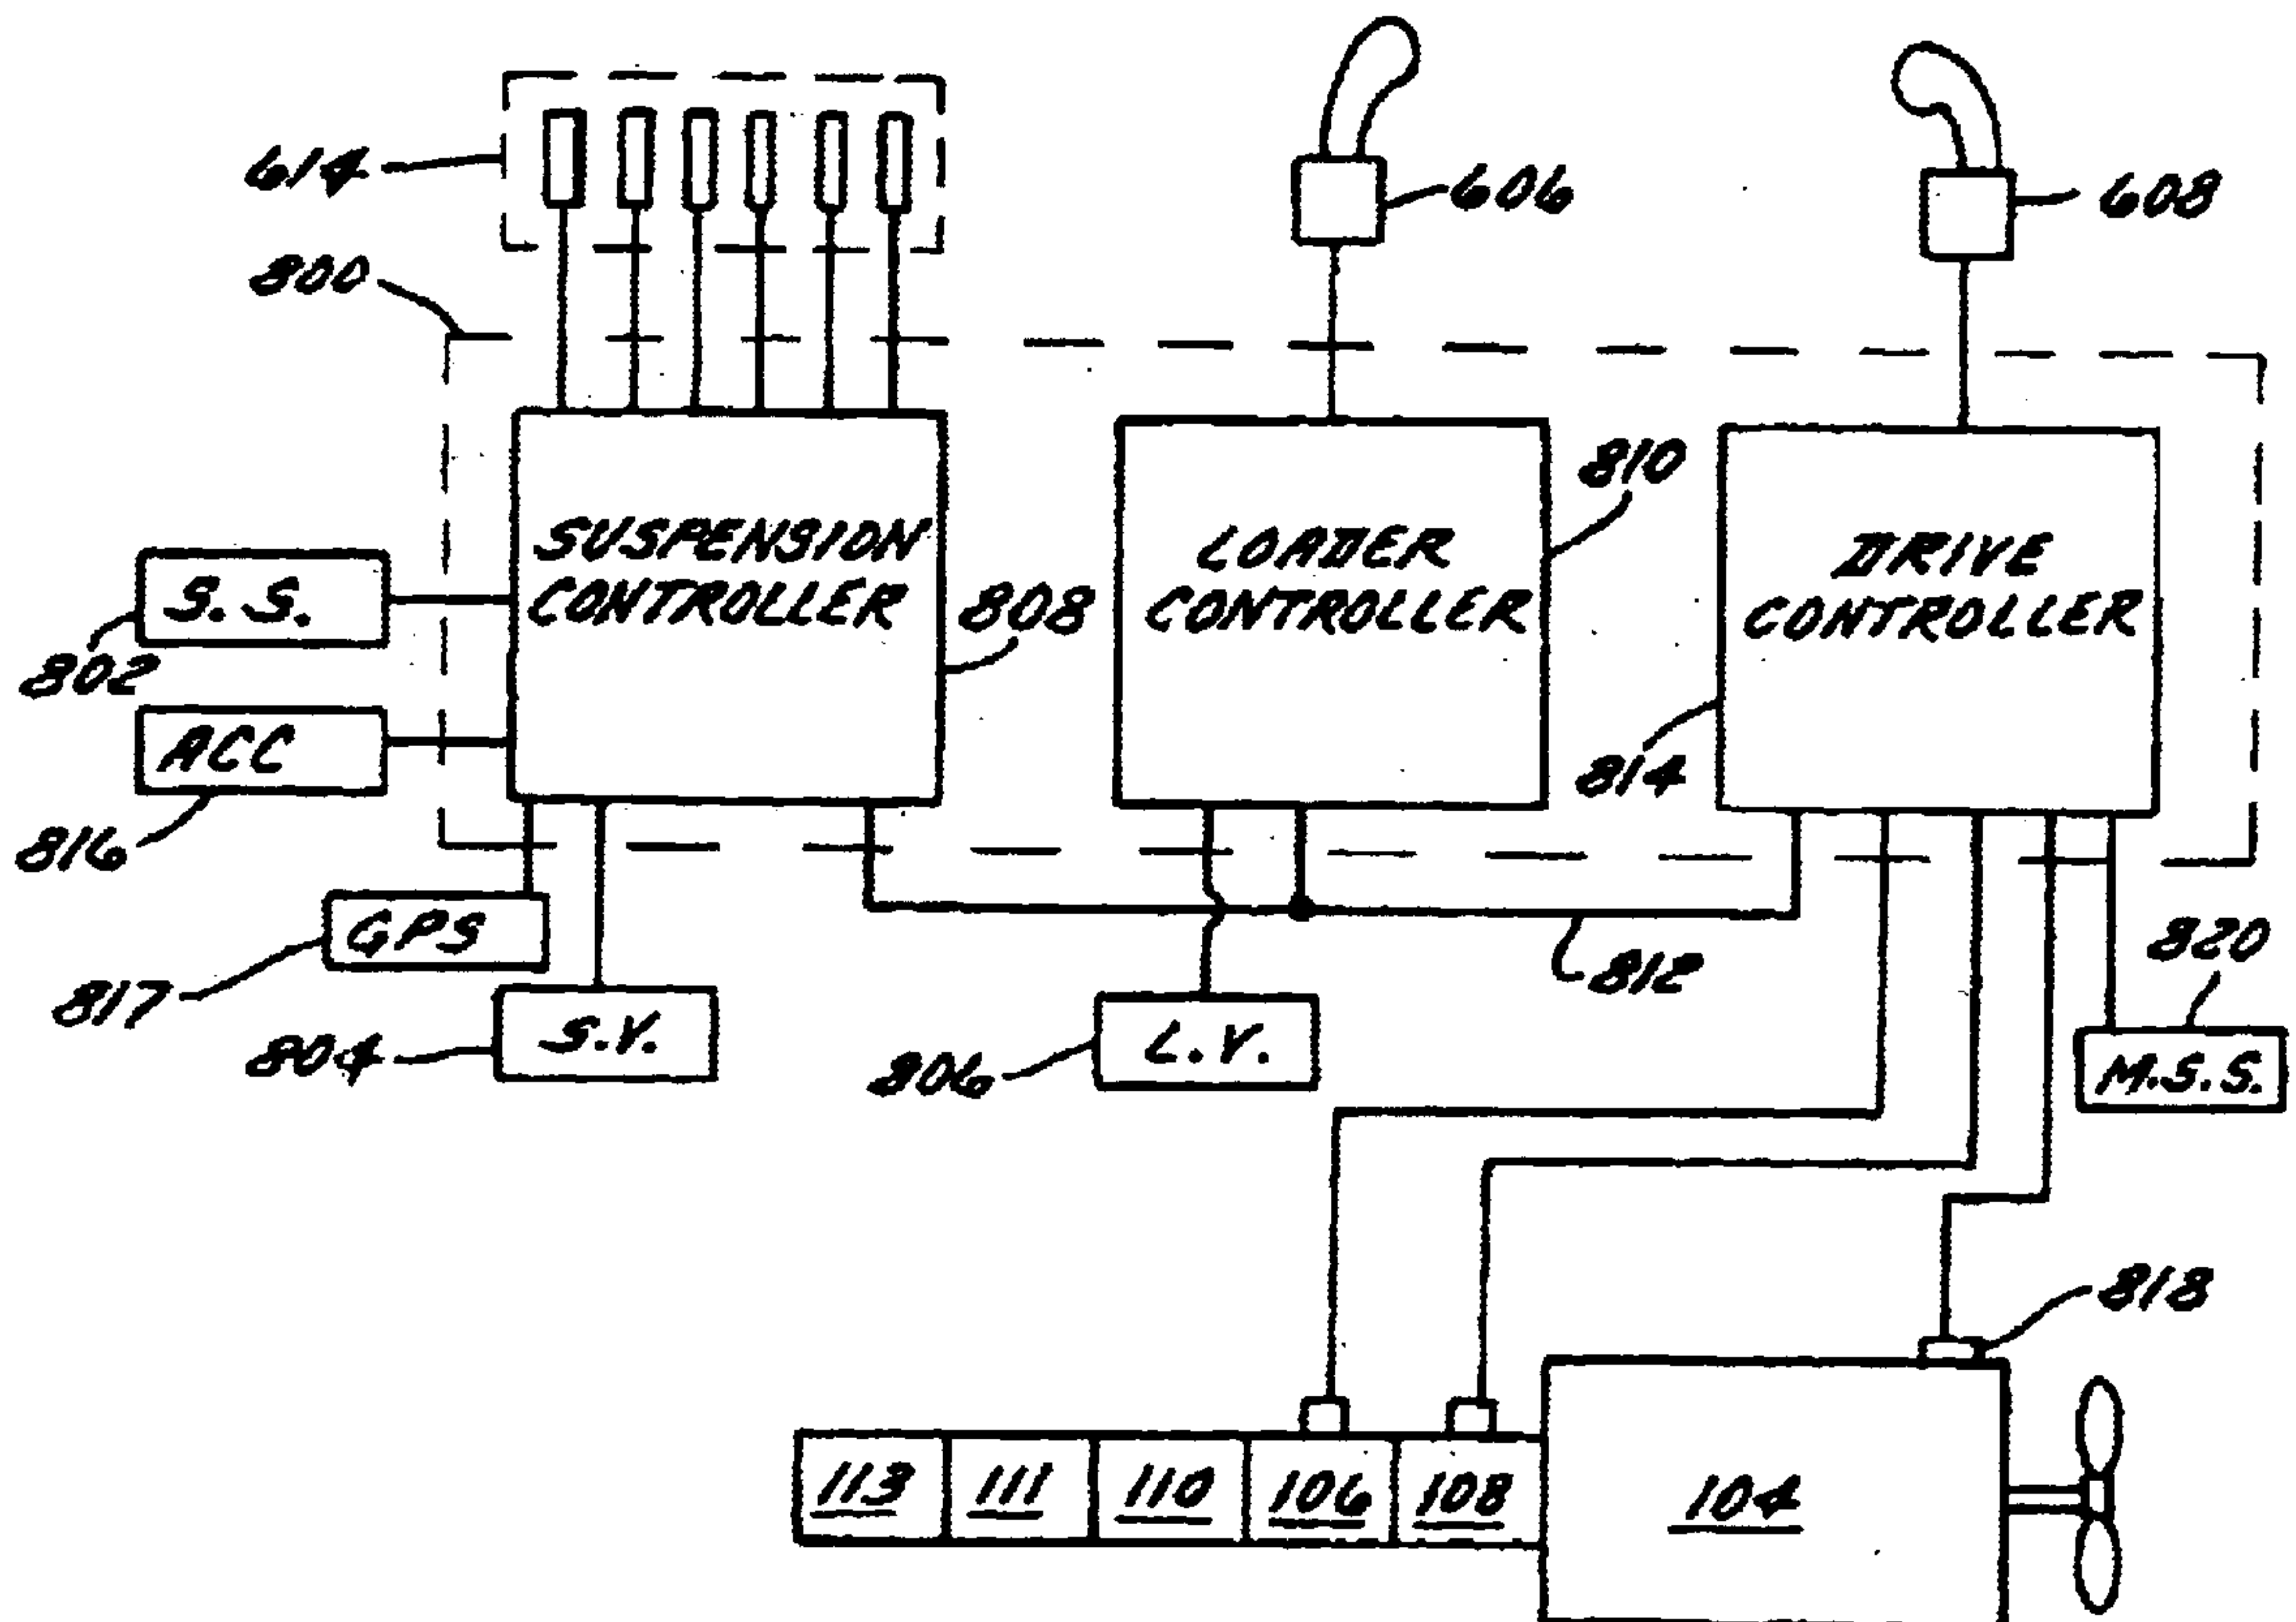 614
606
608
800
810
SUSPENSION
CONTROLLER
LOADER
CONTROLLER
DRIVE
CONTROLLER
S.S.
808
802
ACC
814
816
GPS
820
812
817
S.V.
804
L.V.
806
M.S.S.
818
113
111
110
106
108
104